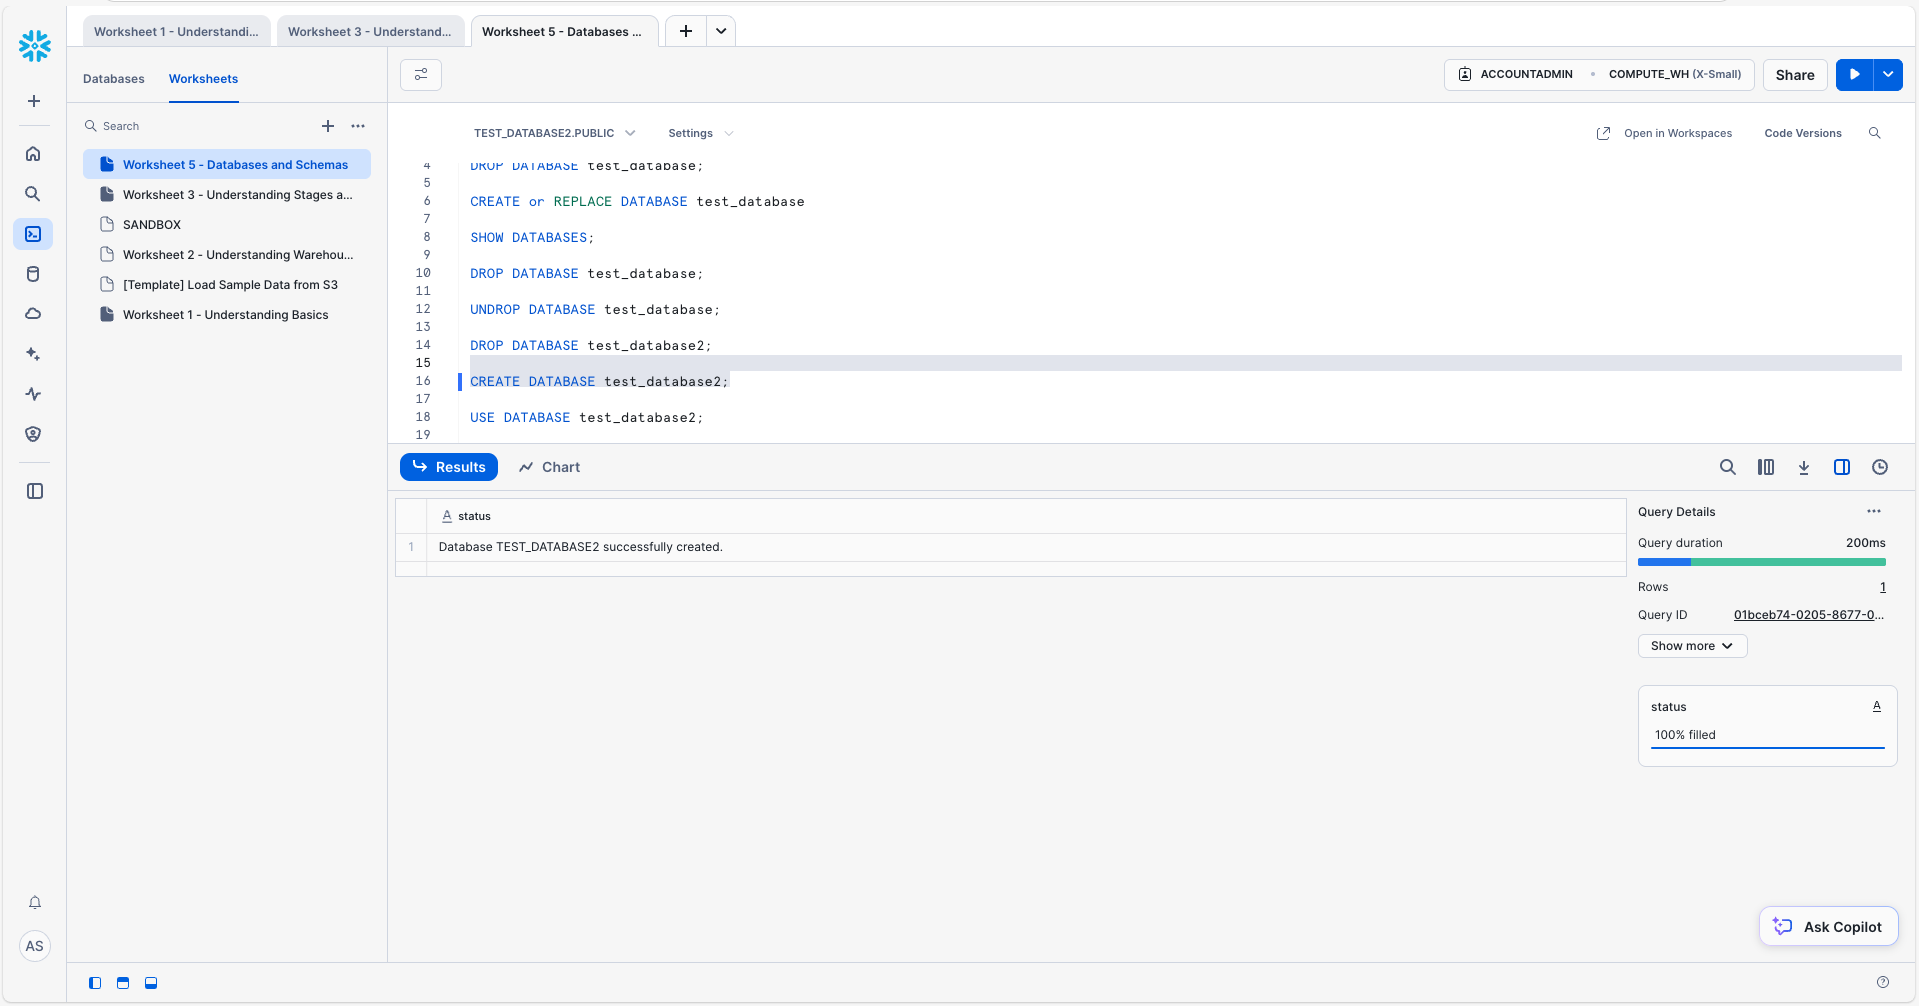 Worksheet 1 - Understandi...
Worksheet 3 - Understand...
Worksheet 5 - Databases ...
Databases
Worksheets
ACCOUNTADMIN
COMPUTE_WH (X-Small)
Share
Search
Worksheet 5 - Databases and Schemas
Worksheet 3 - Understanding Stages a...
SANDBOX
Worksheet 2 - Understanding Warehou...
[Template] Load Sample Data from S3
Worksheet 1 - Understanding Basics
TEST_DATABASE2.PUBLIC
Settings
Open in Workspaces
Code Versions
4 DROP DATABASE test_database;
5
6 CREATE or REPLACE DATABASE test_database
7
8 SHOW DATABASES;
9
10 DROP DATABASE test_database;
11
12 UNDROP DATABASE test_database;
13
14 DROP DATABASE test_database2;
15
16 CREATE DATABASE test_database2;
17
18 USE DATABASE test_database2;
19
Results
Chart
A status
1 Database TEST_DATABASE2 successfully created.
Query Details
Query duration 200ms
Rows 1
Query ID 01bceb74-0205-8677-0...
Show more
status A
100% filled
Ask Copilot
AS